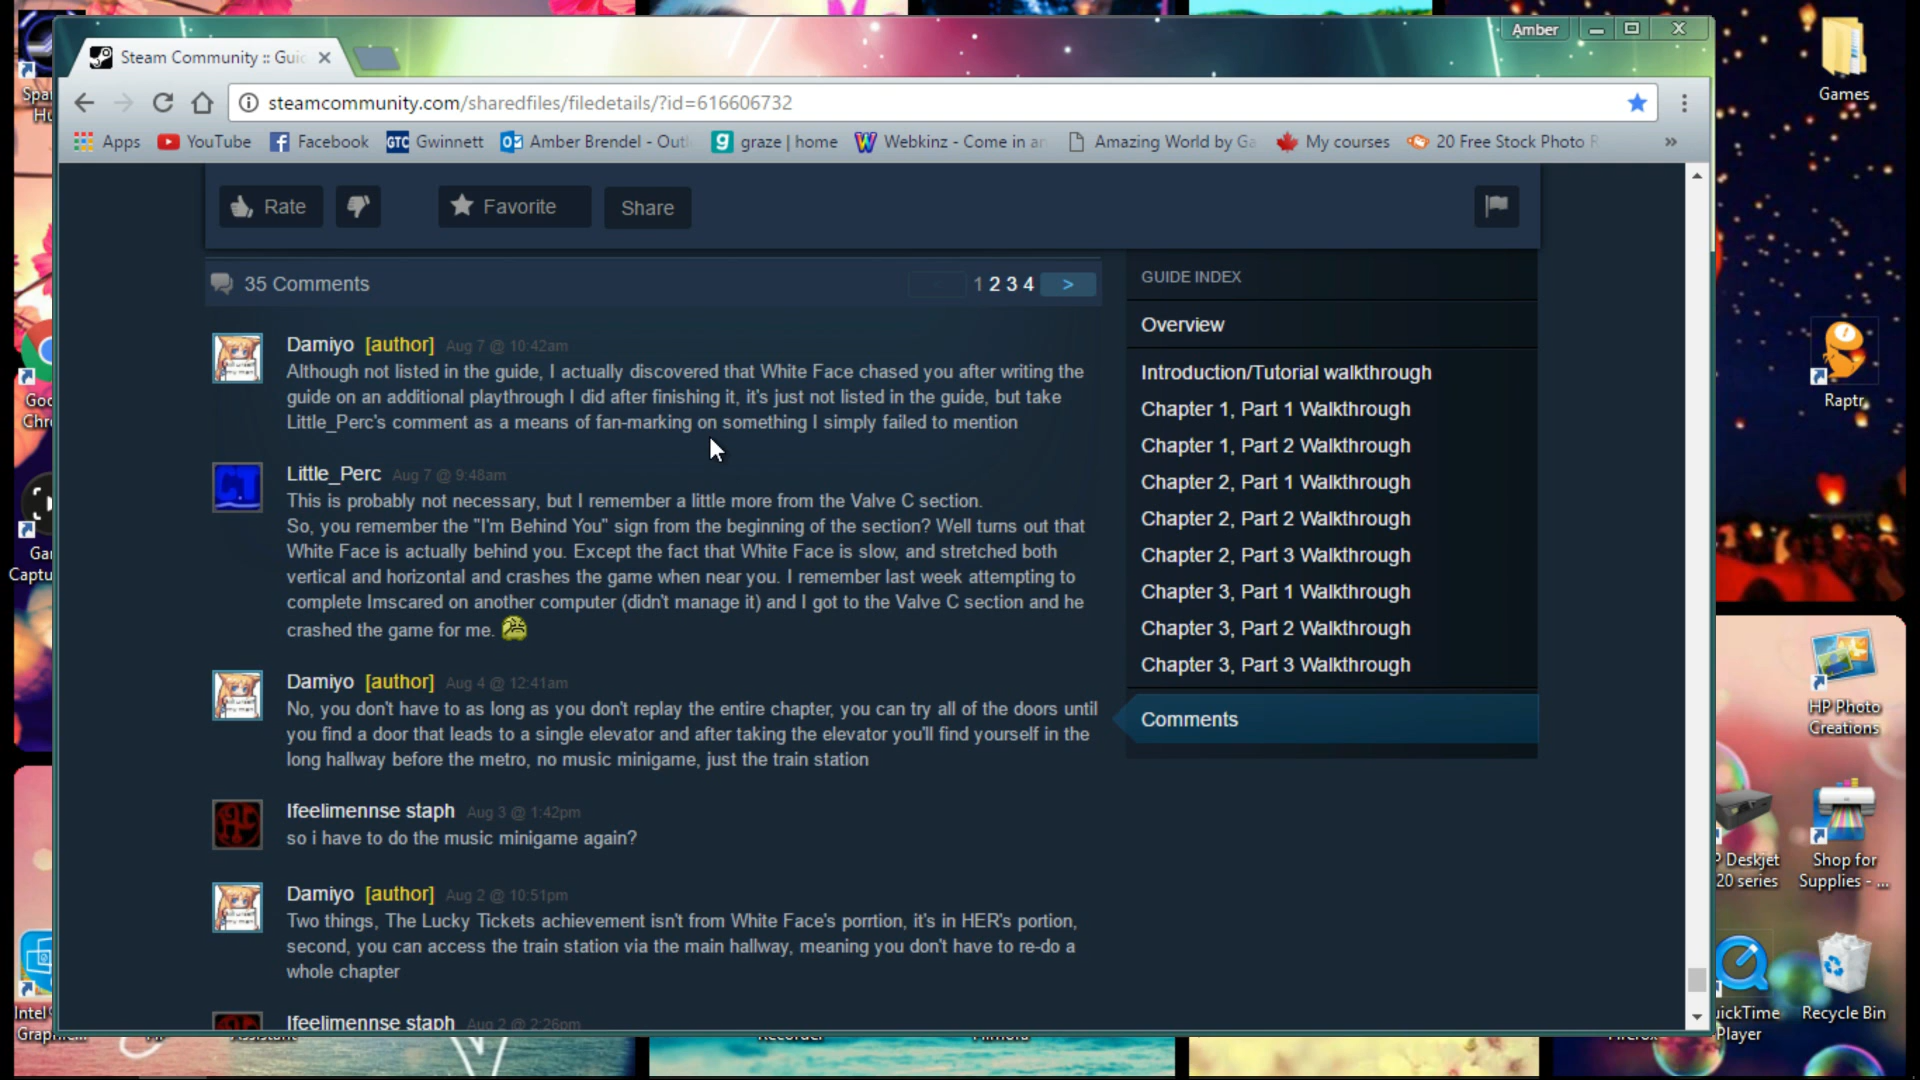 Amber
Steam Community :: Guid
steamcommunity.com/sharedfiles/filedetails/?id=616606732
Apps
YouTube
Facebook
GTC Gwinnett
Amber Brendel - Outl
graze | home
Webkinz - Come in an
Amazing World by Ga
My courses
20 Free Stock Photo R
»
Rate
Favorite
Share
35 Comments
1 2 3 4 >
Damiyo [author] Aug 7 @ 10:42am
Although not listed in the guide, I actually discovered that White Face chased you after writing the
guide on an additional playthrough I did after finishing it, it's just not listed in the guide, but take
Little_Perc's comment as a means of fan-marking on something I simply failed to mention
Little_Perc Aug 7 @ 9:48am
This is probably not necessary, but I remember a little more from the Valve C section.
So, you remember the "I'm Behind You" sign from the beginning of the section? Well turns out that
White Face is actually behind you. Except the fact that White Face is slow, and stretched both
vertical and horizontal and crashes the game when near you. I remember last week attempting to
complete Imscared on another computer (didn't manage it) and I got to the Valve C section and he
crashed the game for me.
Damiyo [author] Aug 4 @ 12:41am
No, you don't have to as long as you don't replay the entire chapter, you can try all of the doors until
you find a door that leads to a single elevator and after taking the elevator you'll find yourself in the
long hallway before the metro, no music minigame, just the train station
Ifeelimennse staph Aug 3 @ 1:42pm
so i have to do the music minigame again?
Damiyo [author] Aug 2 @ 10:51pm
Two things, The Lucky Tickets achievement isn't from White Face's porrtion, it's in HER's portion,
second, you can access the train station via the main hallway, meaning you don't have to re-do a
whole chapter
Ifeelimennse staph Aug 2 @ 2:26pm
GUIDE INDEX
Overview
Introduction/Tutorial walkthrough
Chapter 1, Part 1 Walkthrough
Chapter 1, Part 2 Walkthrough
Chapter 2, Part 1 Walkthrough
Chapter 2, Part 2 Walkthrough
Chapter 2, Part 3 Walkthrough
Chapter 3, Part 1 Walkthrough
Chapter 3, Part 2 Walkthrough
Chapter 3, Part 3 Walkthrough
Comments
Games
Raptr
HP Photo
Creations
P Deskjet
20 series
Shop for
Supplies - ...
uickTime
Player
Recycle Bin
Spa
Hu
Goo
Chr
Gar
Captu
Intel
Graph